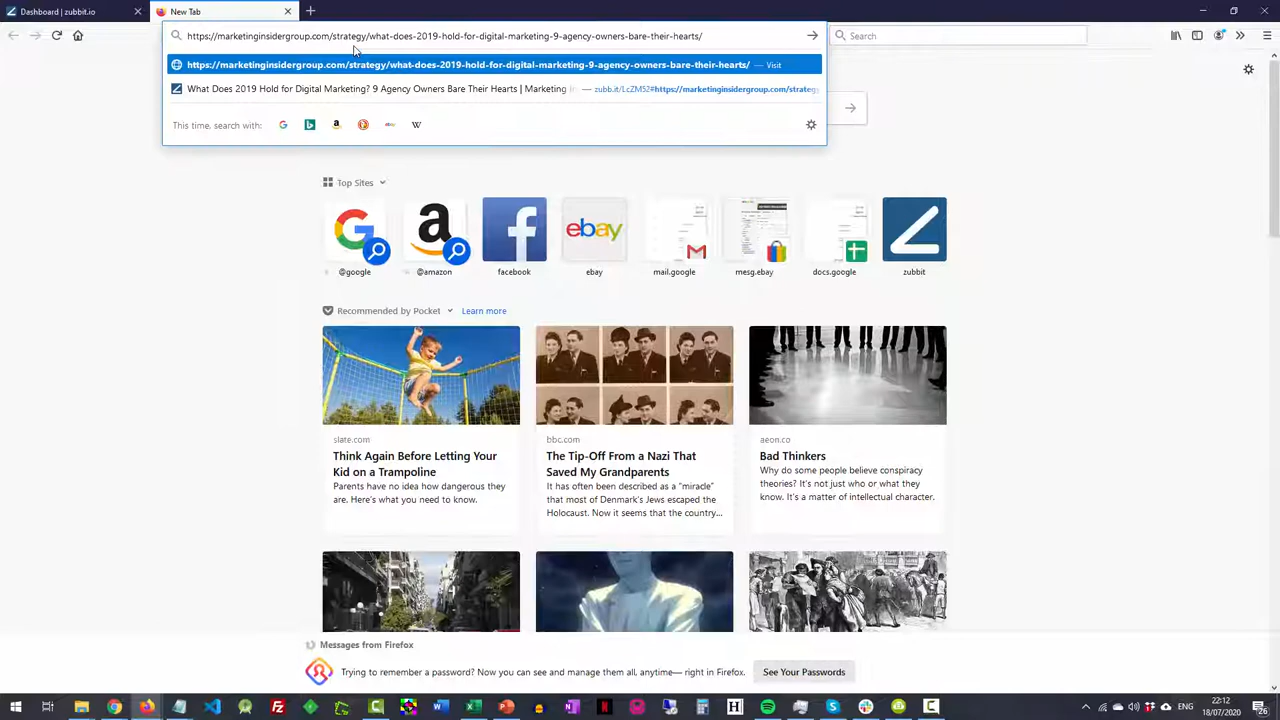 Dashboard | zubbit.io
New Tab
https://marketinginsidergroup.com/strategy/what-does-2019-hold-for-digital-marketing-9-agency-owners-bare-their-hearts/
Search
https://marketinginsidergroup.com/strategy/what-does-2019-hold-for-digital-marketing-9-agency-owners-bare-their-hearts/ — Visit
What Does 2019 Hold for Digital Marketing? 9 Agency Owners Bare Their Hearts | Marketing — zubb.it/LcZM52#https://marketinginsidergroup.com/strateg
This time, search with:
Top Sites
@google
@amazon
facebook
ebay
mail.google
mesg.ebay
docs.google
zubbit
Recommended by Pocket
Learn more
slate.com
Think Again Before Letting Your
Kid on a Trampoline
Parents have no idea how dangerous they
are. Here's what you need to know.
bbc.com
The Tip-Off From a Nazi That
Saved My Grandparents
It has often been described as a "miracle"
that most of Denmark's Jews escaped the
Holocaust. Now it seems that the country...
aeon.co
Bad Thinkers
Why do some people believe conspiracy
theories? It's not just who or what they
know. It's a matter of intellectual character.
Messages from Firefox
Trying to remember a password? Now you can see and manage them all, anytime— right in Firefox.
See Your Passwords
ENG
22:12
18/07/2020